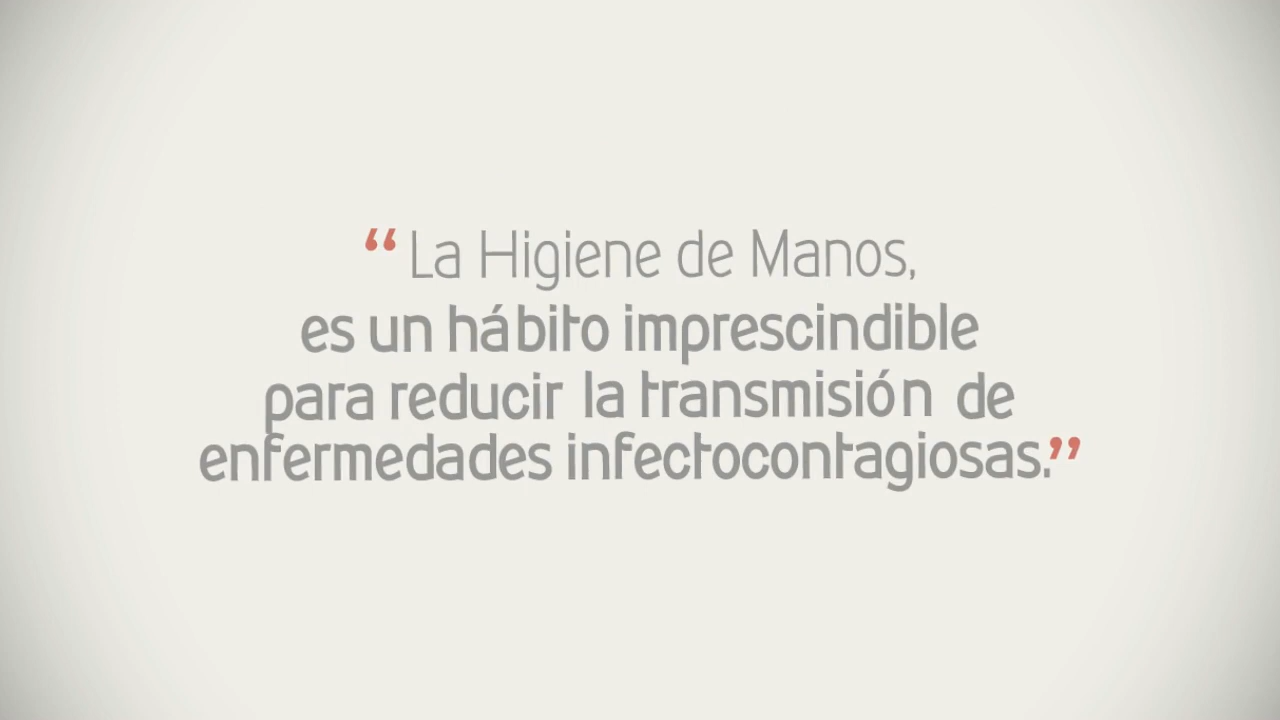 “La Higiene de Manos,
es un hábito imprescindible
para reducir la transmisión de
enfermedades infectocontagiosas.”